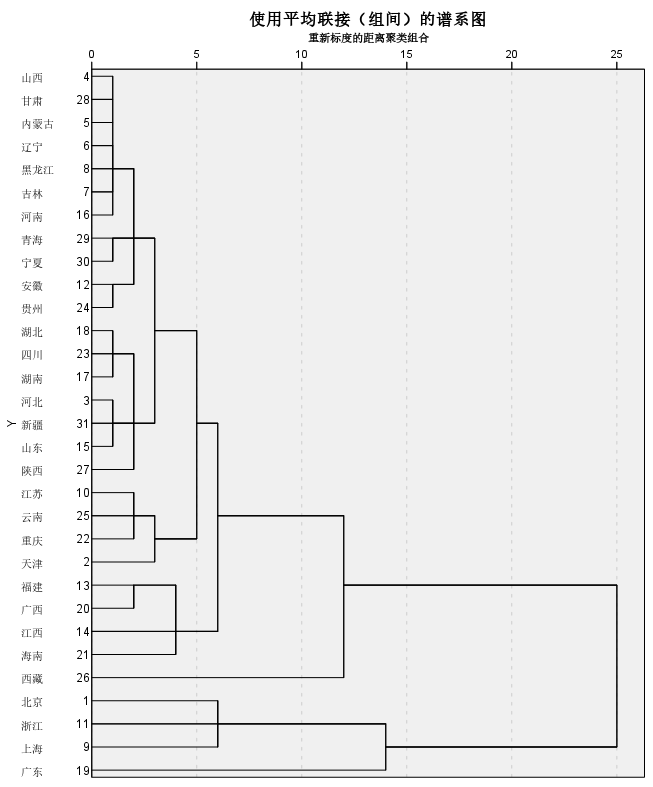 使用平均联接（组间）的谱系图
重新标度的距离聚类组合
0 5 10 15 20 25
山西 4
甘肃 28
内蒙古 5
辽宁 6
黑龙江 8
吉林 7
河南 16
青海 29
宁夏 30
安徽 12
贵州 24
湖北 18
四川 23
湖南 17
河北 3
Y
新疆 31
山东 15
陕西 27
江苏 10
云南 25
重庆 22
天津 2
福建 13
广西 20
江西 14
海南 21
西藏 26
北京 1
浙江 11
上海 9
广东 19